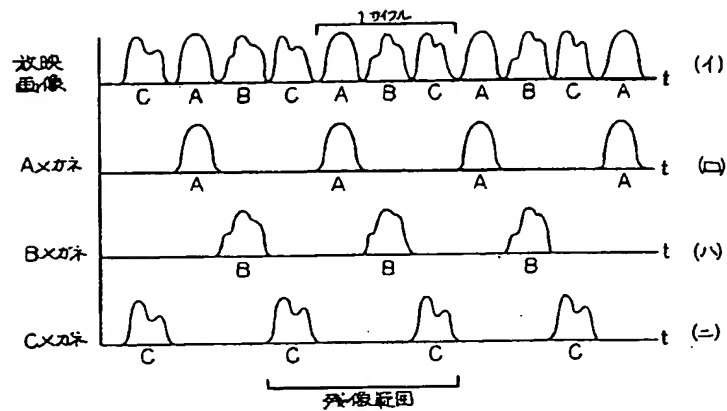 1サイクル
放映
画像
t (イ)
C A B C A B C A B C A
Aメガネ
t (ロ)
A A A A
Bメガネ
t (ハ)
B B B
Cメガネ
t (ニ)
C C C C
残像範囲